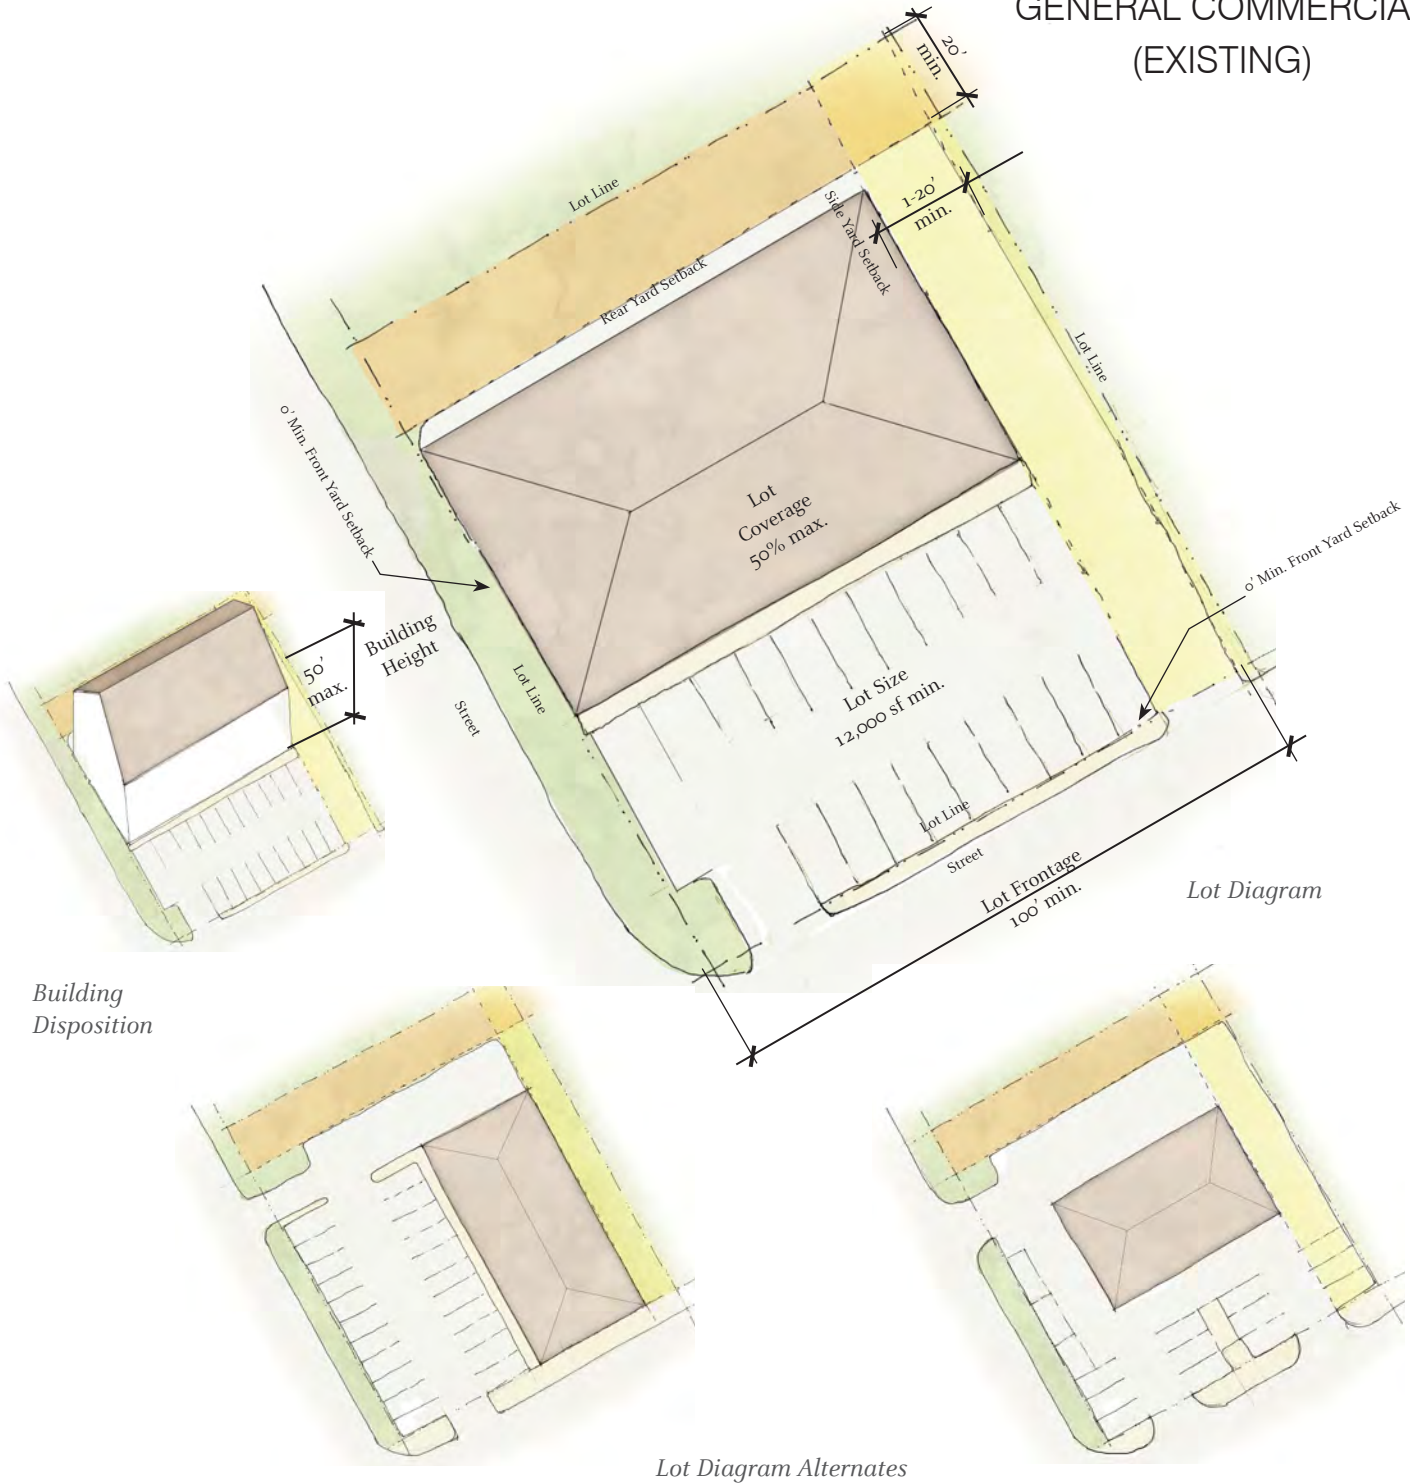 GENERAL COMMERCIA
(EXISTING)
20'
min.
Lot Line
1-20'
min.
Side Yard Setback
Rear Yard Setback
Lot Line
0' Min. Front Yard Setback
Lot
Coverage
50% max.
0' Min. Front Yard Setback
Building
Height
50'
max.
Lot Line
Street
Lot Size
12,000 sf min.
Lot Line
Street
Lot Frontage
100' min.
Lot Diagram
Building
Disposition
Lot Diagram Alternates